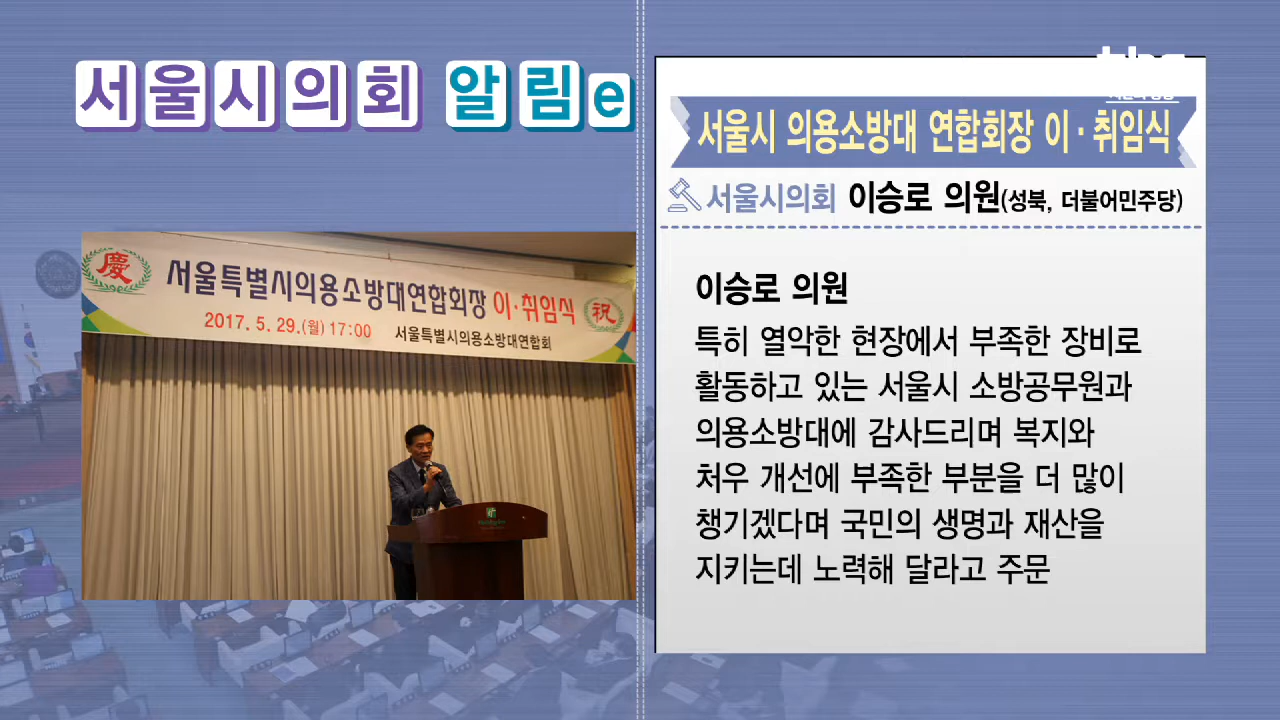 서울시의회 알림e
tbs
서울시 의용소방대 연합회장 이·취임식
서울시의회 이승로 의원(성북, 더불어민주당)
慶 서울특별시의용소방대연합회장 이·취임식 祝
2017. 5. 29.(월) 17:00 서울특별시의용소방대연합회
이승로 의원
특히 열악한 현장에서 부족한 장비로
활동하고 있는 서울시 소방공무원과
의용소방대에 감사드리며 복지와
처우 개선에 부족한 부분을 더 많이
챙기겠다며 국민의 생명과 재산을
지키는데 노력해 달라고 주문